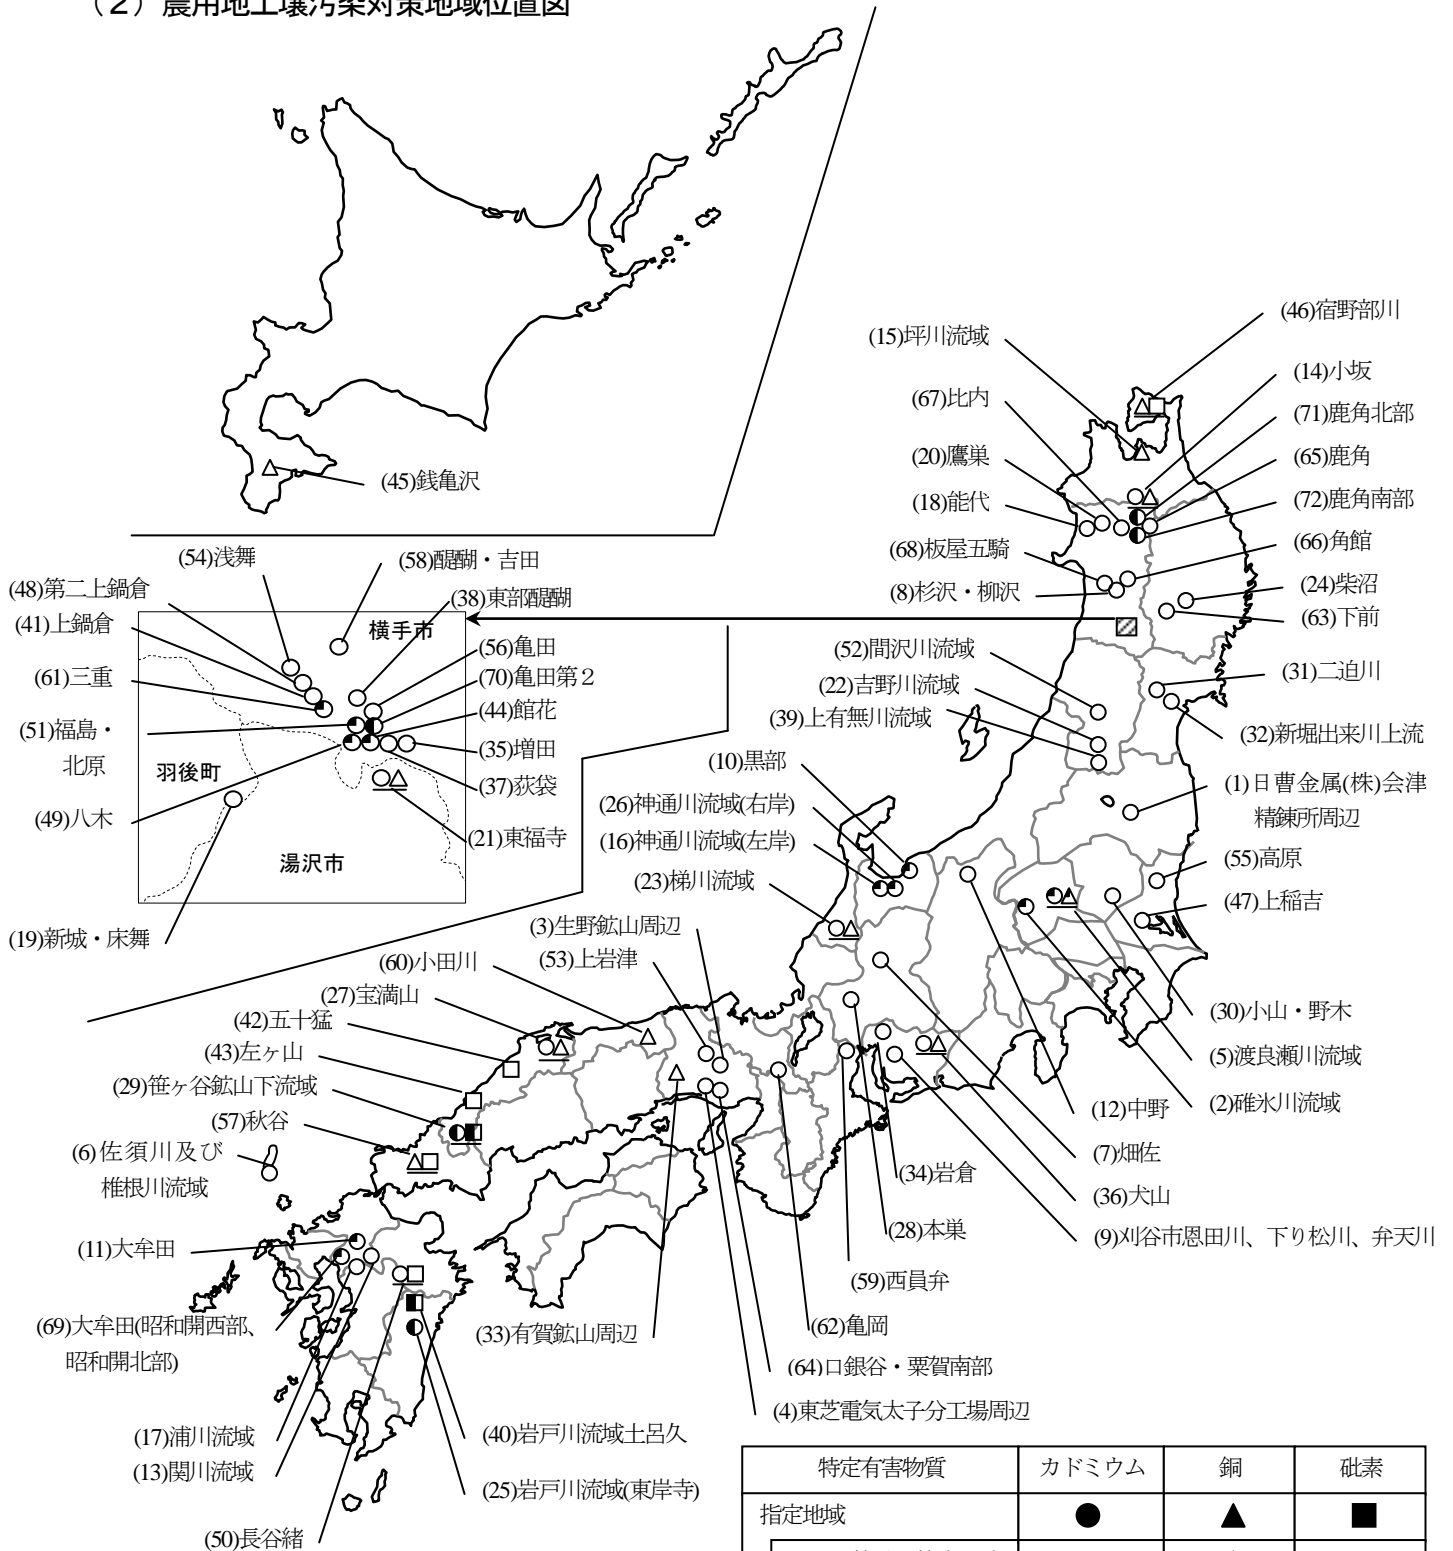 （2）農用地土壌汚染対策地域位置図
(45)銭亀沢
(46)宿野部川
(15)坪川流域
(14)小坂
(67)比内
(71)鹿角北部
(20)鷹巣
(65)鹿角
(18)能代
(72)鹿角南部
(68)板屋五騎
(66)角館
(8)杉沢・柳沢
(24)柴沼
(63)下前
(52)間沢川流域
(31)二迫川
(22)吉野川流域
(39)上有無川流域
(32)新堀出来川上流
(10)黒部
(1)日曹金属(株)会津
精錬所周辺
(26)神通川流域(右岸)
(16)神通川流域(左岸)
(55)高原
(23)梯川流域
(47)上稲吉
(54)浅舞
(58)醍醐・吉田
(48)第二上鍋倉
(38)東部醍醐
(41)上鍋倉
横手市
(56)亀田
(61)三重
(70)亀田第２
(44)館花
(51)福島・
北原
(35)増田
羽後町
(37)荻袋
(49)八木
(21)東福寺
湯沢市
(19)新城・床舞
(3)生野鉱山周辺
(53)上岩津
(60)小田川
(27)宝満山
(30)小山・野木
(42)五十猛
(43)左ヶ山
(5)渡良瀬川流域
(29)笹ヶ谷鉱山下流域
(12)中野
(2)碓氷川流域
(57)秋谷
(6)佐須川及び
椎根川流域
(7)畑佐
(34)岩倉
(36)犬山
(28)本巣
(9)刈谷市恩田川、下り松川、弁天川
(11)大牟田
(59)西員弁
(69)大牟田(昭和開西部、
昭和開北部)
(33)有賀鉱山周辺
(62)亀岡
(64)口銀谷・粟賀南部
(4)東芝電気太子分工場周辺
(17)浦川流域
(40)岩戸川流域土呂久
(13)関川流域
(25)岩戸川流域(東岸寺)
(50)長谷緒
特定有害物質 カドミウム 銅 砒素
指定地域 ● ▲ ■